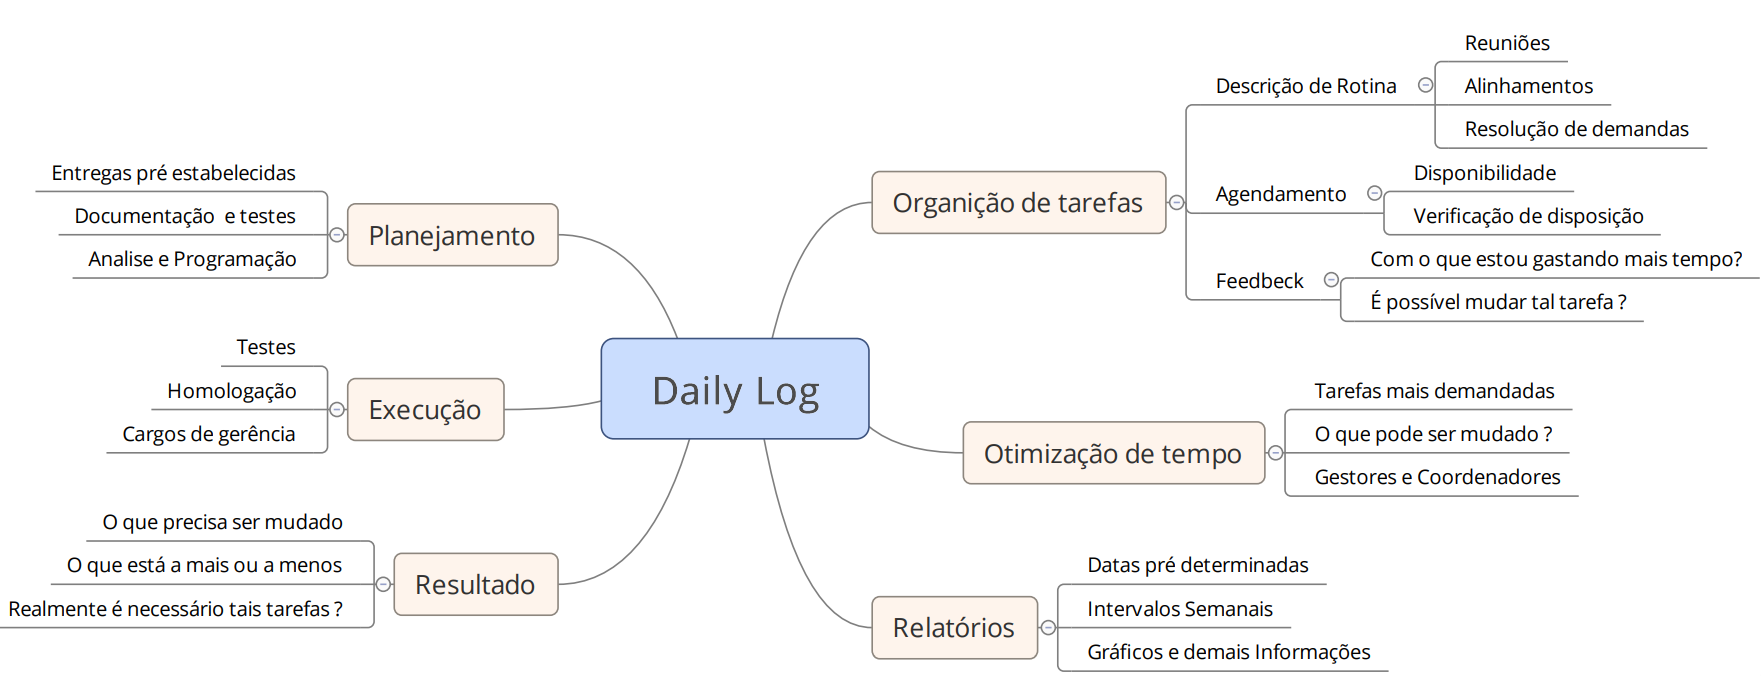 Daily Log
Organição de tarefas
Descrição de Rotina
Reuniões
Alinhamentos
Resolução de demandas
Agendamento
Disponibilidade
Verificação de disposição
Feedbeck
Com o que estou gastando mais tempo?
É possível mudar tal tarefa ?
Otimização de tempo
Tarefas mais demandadas
O que pode ser mudado ?
Gestores e Coordenadores
Relatórios
Datas pré determinadas
Intervalos Semanais
Gráficos e demais Informações
Planejamento
Entregas pré estabelecidas
Documentação  e testes
Analise e Programação
Execução
Testes
Homologação
Cargos de gerência
Resultado
O que precisa ser mudado
O que está a mais ou a menos
Realmente é necessário tais tarefas ?